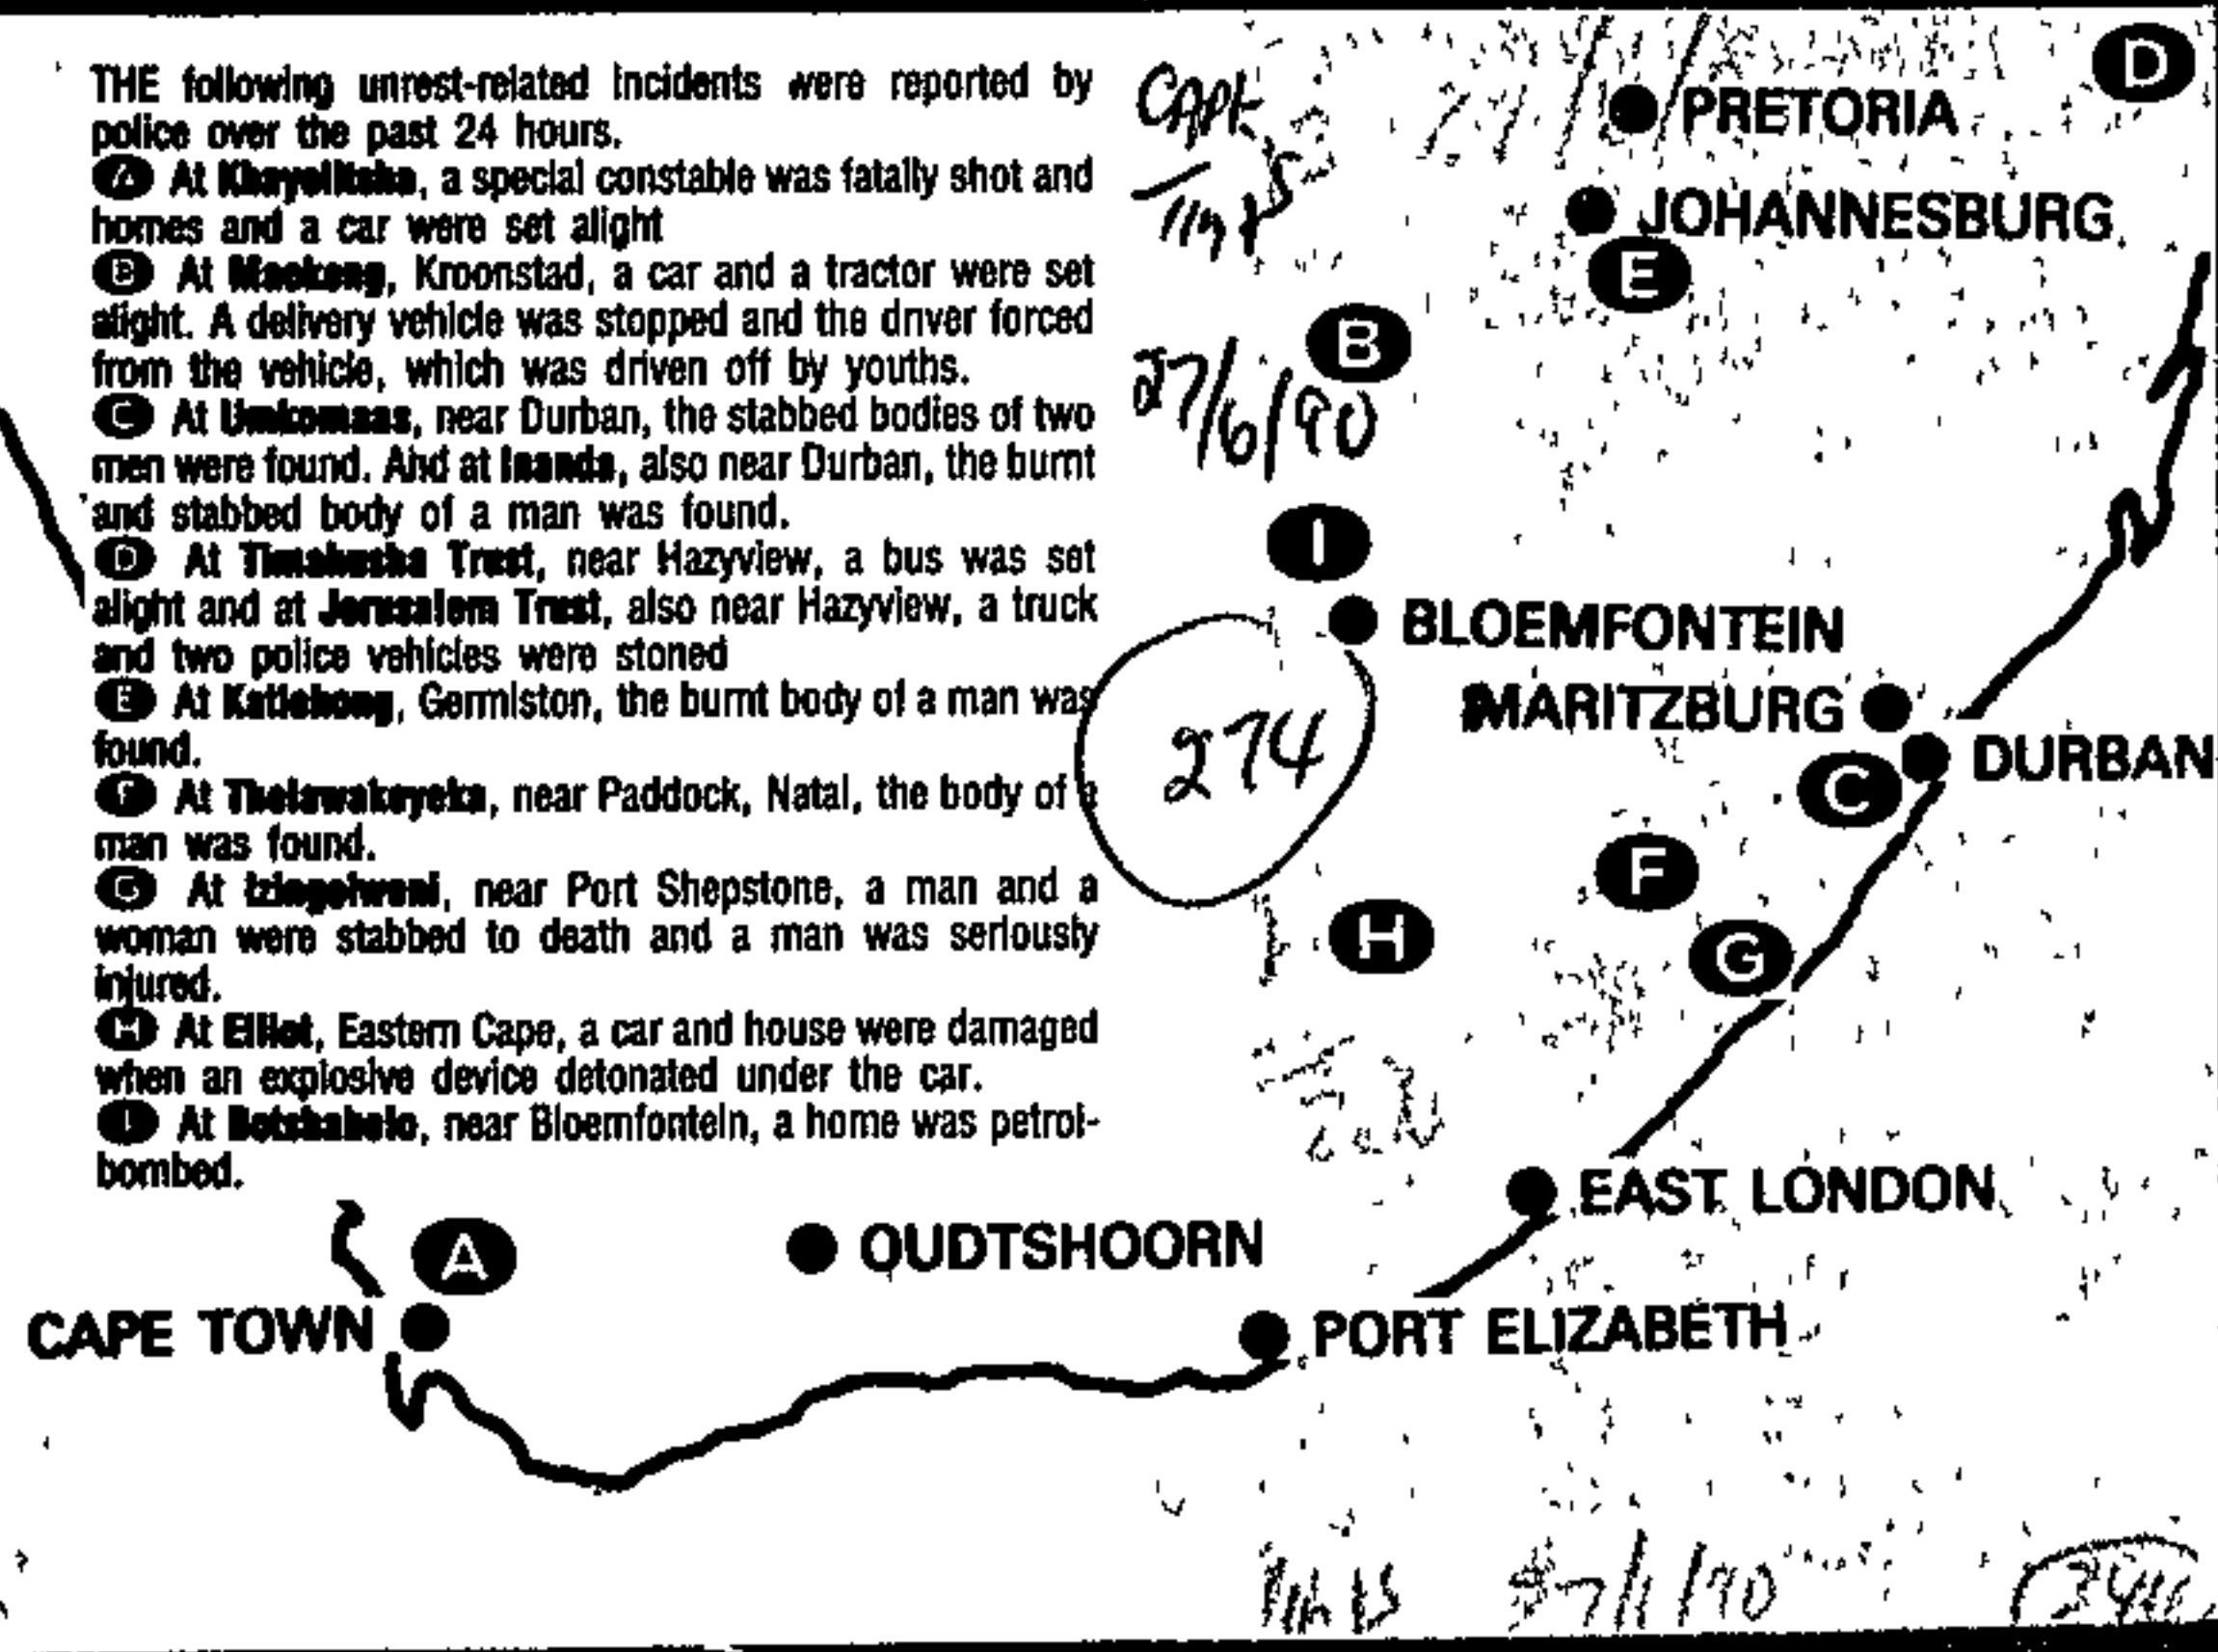 THE following unrest-related incidents were reported by
police over the past 24 hours.
A At Khayelitsha, a special constable was fatally shot and
homes and a car were set alight
B At Maokeng, Kroonstad, a car and a tractor were set
alight. A delivery vehicle was stopped and the driver forced
from the vehicle, which was driven off by youths.
C At Umkomaas, near Durban, the stabbed bodies of two
men were found. And at Inanda, also near Durban, the burnt
and stabbed body of a man was found.
D At Trust, near Hazyview, a bus was set
alight and at Jerusalem Trust, also near Hazyview, a truck
and two police vehicles were stoned
E At Katlehong, Germiston, the burnt body of a man was
found.
F At near Paddock, Natal, the body of a
man was found.
G At Izingolweni, near Port Shepstone, a man and a
woman were stabbed to death and a man was seriously
injured.
H At Elliot, Eastern Cape, a car and house were damaged
when an explosive device detonated under the car.
I At Botshabelo, near Bloemfontein, a home was petrol-
bombed.
CAPE
Times
27/6/90
274
D
PRETORIA
JOHANNESBURG
E
B
I
BLOEMFONTEIN
MARITZBURG
DURBAN
C
F
H
G
EAST LONDON
A
OUDTSHOORN
CAPE TOWN
PORT ELIZABETH